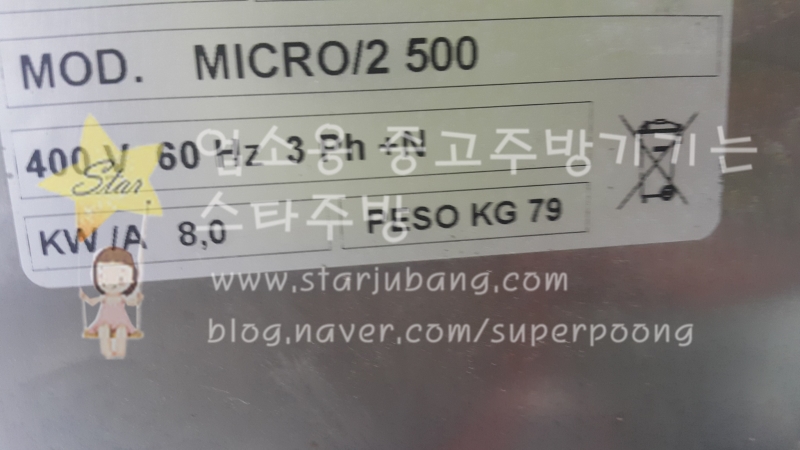 MOD. MICRO/2 500
400 V 60 Hz 3 Ph +N
업소용 중고주방기기는
Star
스타주방
KW/A 8,0 PESO KG 79
www.starjubang.com
blog.naver.com/superpoong